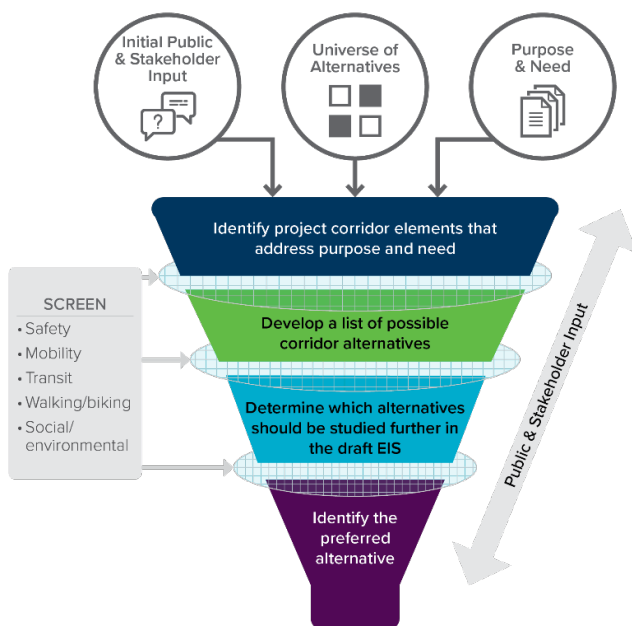 Initial Public
& Stakeholder
Input
?
Universe of
Alternatives
Purpose
& Need
Identify project corridor elements that
address purpose and need
SCREEN
• Safety
• Mobility
• Transit
• Walking/biking
• Social/
environmental
Develop a list of possible
corridor alternatives
Determine which alternatives
should be studied further in
the draft EIS
Identify the
preferred
alternative
Public & Stakeholder Input